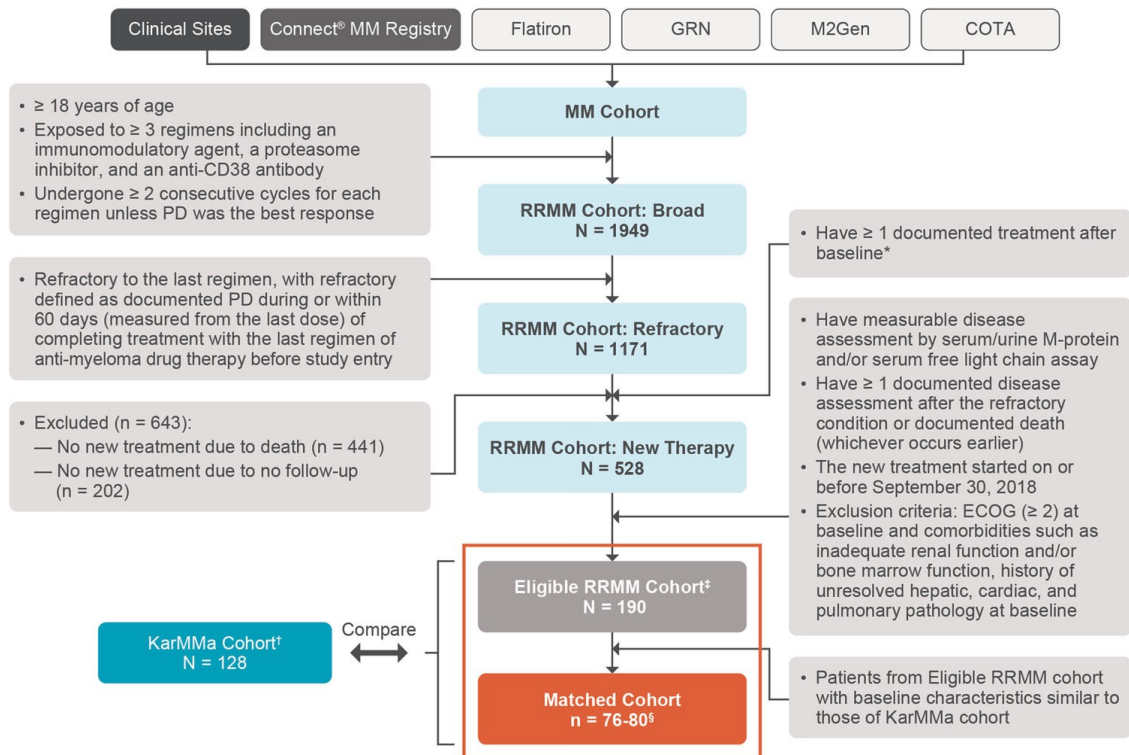 Clinical Sites
Connect® MM Registry
Flatiron
GRN
M2Gen
COTA
MM Cohort
• ≥ 18 years of age
• Exposed to ≥ 3 regimens including an
immunomodulatory agent, a proteasome
inhibitor, and an anti-CD38 antibody
• Undergone ≥ 2 consecutive cycles for each
regimen unless PD was the best response
RRMM Cohort: Broad
N = 1949
• Refractory to the last regimen, with refractory
defined as documented PD during or within
60 days (measured from the last dose) of
completing treatment with the last regimen of
anti-myeloma drug therapy before study entry
RRMM Cohort: Refractory
N = 1171
• Have ≥ 1 documented treatment after
baseline*
• Excluded (n = 643):
— No new treatment due to death (n = 441)
— No new treatment due to no follow-up
(n = 202)
RRMM Cohort: New Therapy
N = 528
• Have measurable disease
assessment by serum/urine M-protein
and/or serum free light chain assay
• Have ≥ 1 documented disease
assessment after the refractory
condition or documented death
(whichever occurs earlier)
• The new treatment started on or
before September 30, 2018
• Exclusion criteria: ECOG (≥ 2) at
baseline and comorbidities such as
inadequate renal function and/or
bone marrow function, history of
unresolved hepatic, cardiac, and
pulmonary pathology at baseline
Eligible RRMM Cohort‡
N = 190
KarMMa Cohort†
N = 128
Compare
• Patients from Eligible RRMM cohort
with baseline characteristics similar to
those of KarMMa cohort
Matched Cohort
n = 76-80§